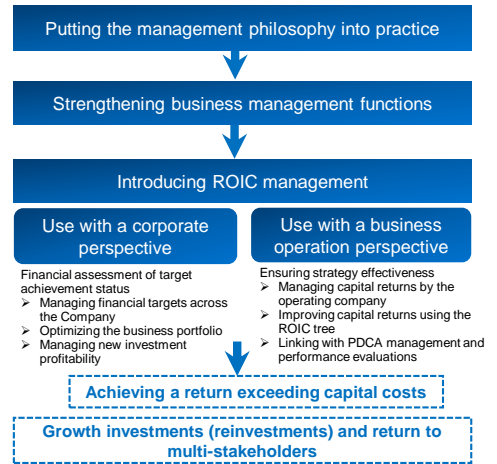 Putting the management philosophy into practice
Strengthening business management functions
Introducing ROIC management
Use with a corporate
perspective
Financial assessment of target
achievement status
➢ Managing financial targets across
the Company
➢ Optimizing the business portfolio
➢ Managing new investment
profitability
Use with a business
operation perspective
Ensuring strategy effectiveness
➢ Managing capital returns by the
operating company
➢ Improving capital returns using the
ROIC tree
➢ Linking with PDCA management and
performance evaluations
Achieving a return exceeding capital costs
Growth investments (reinvestments) and return to
multi-stakeholders